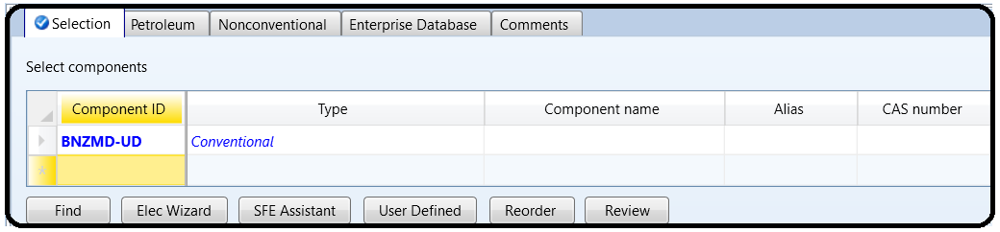 Selection Petroleum Nonconventional Enterprise Database Comments
Select components
Component ID Type Component name Alias CAS number
BNZMD-UD Conventional
*
Find Elec Wizard SFE Assistant User Defined Reorder Review